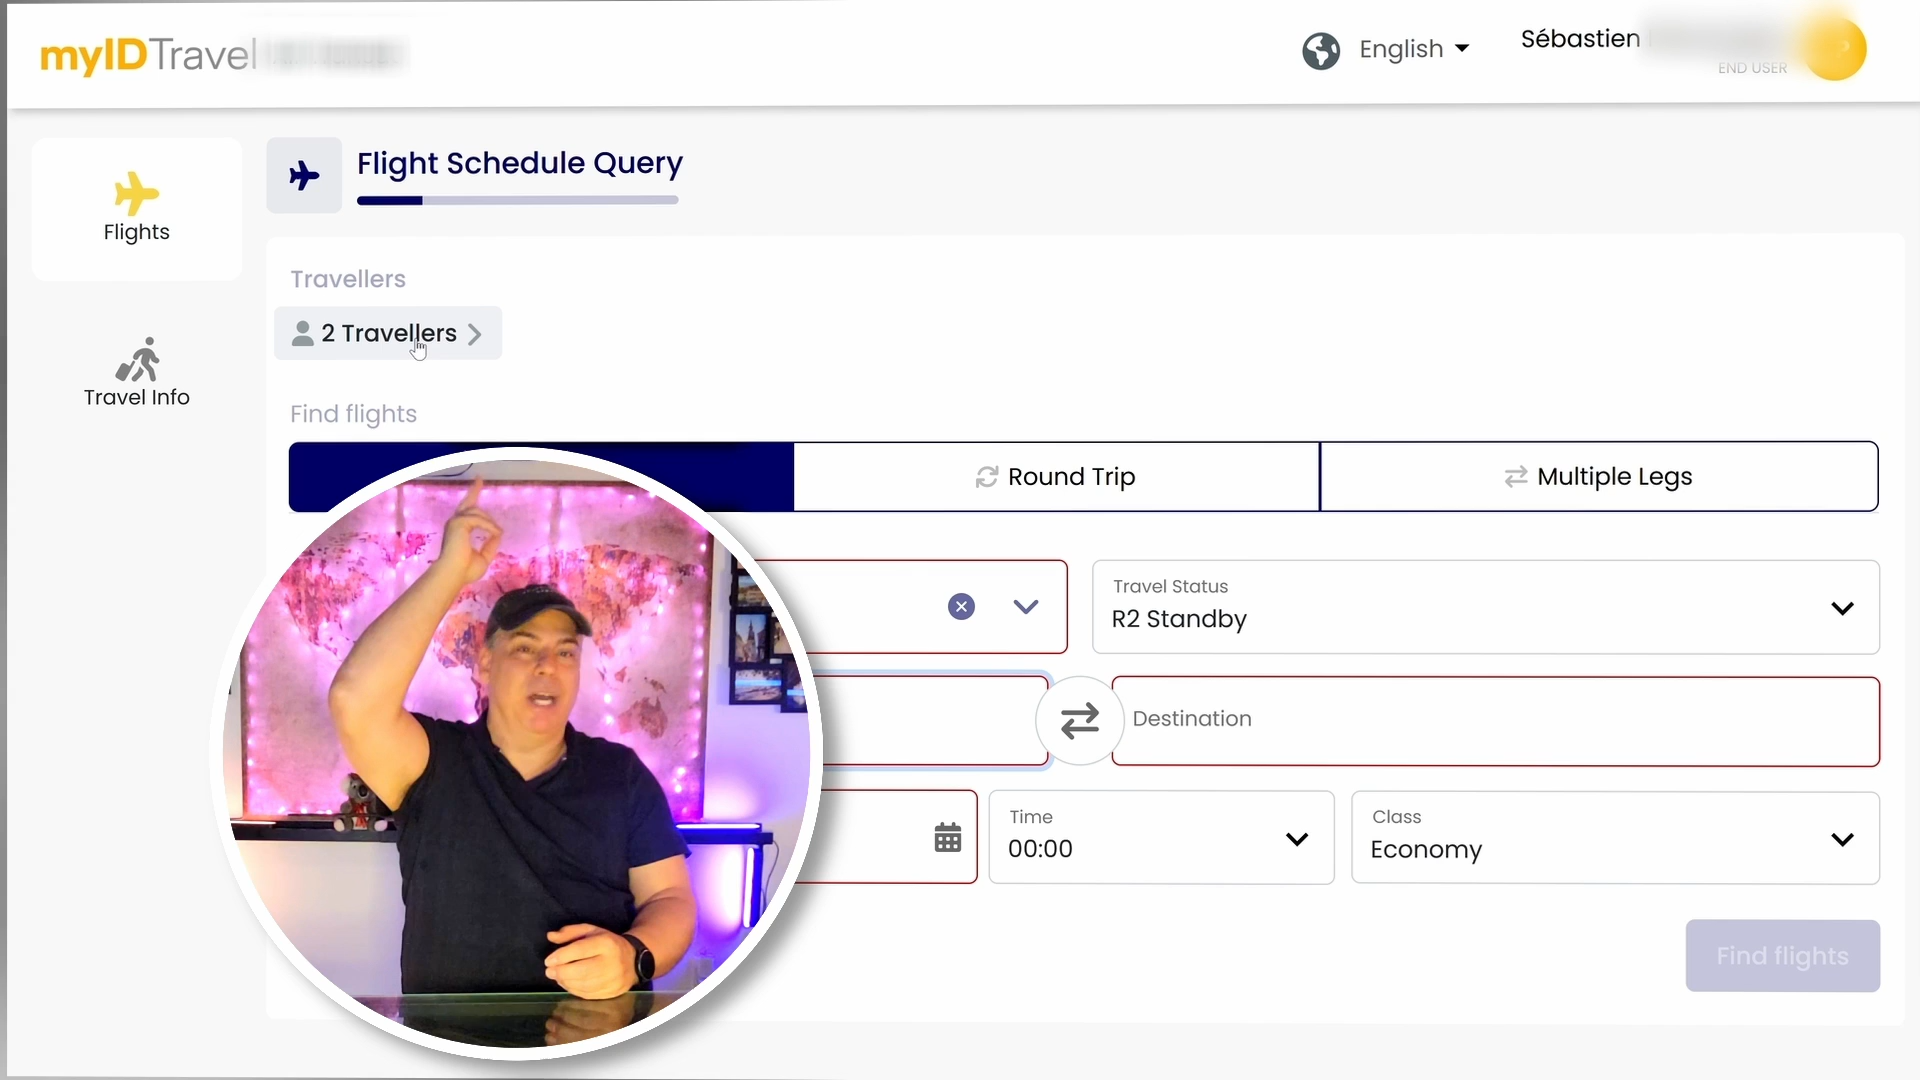 myIDTravel
English
Sébastien
END USER
Flights
Travel Info
Flight Schedule Query
Travellers
2 Travellers
Find flights
Round Trip
Multiple Legs
Travel Status
R2 Standby
Destination
Time
00:00
Class
Economy
Find flights